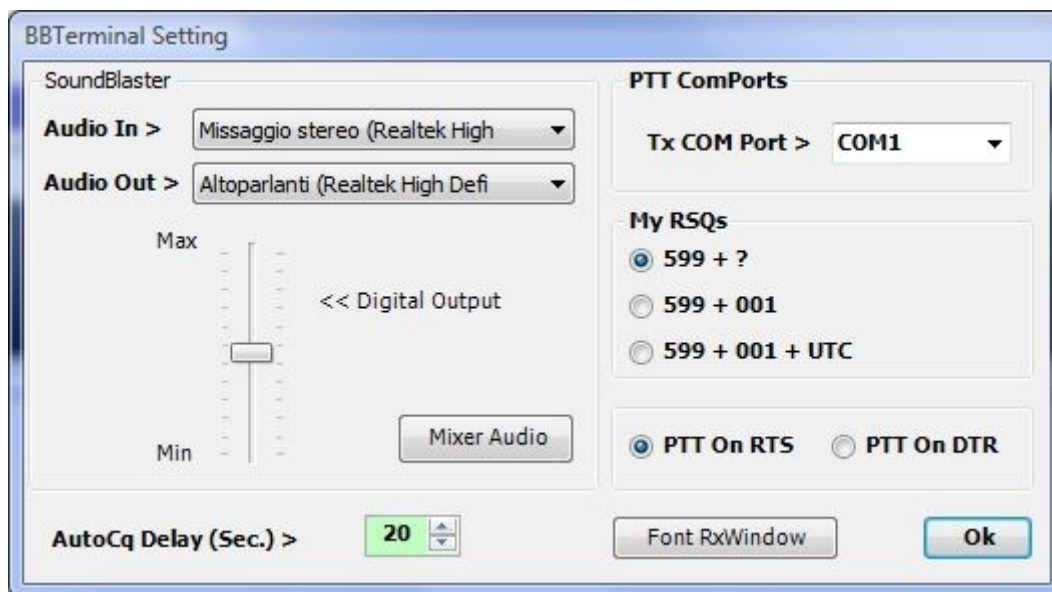 BBTerminal Setting
SoundBlaster
Audio In >
Missaggio stereo (Realtek High
Audio Out >
Altoparlanti (Realtek High Defi
Max
<< Digital Output
Min
Mixer Audio
AutoCq Delay (Sec.) >
20
PTT ComPorts
Tx COM Port >
COM1
My RSQs
599 + ?
599 + 001
599 + 001 + UTC
PTT On RTS
PTT On DTR
Font RxWindow
Ok